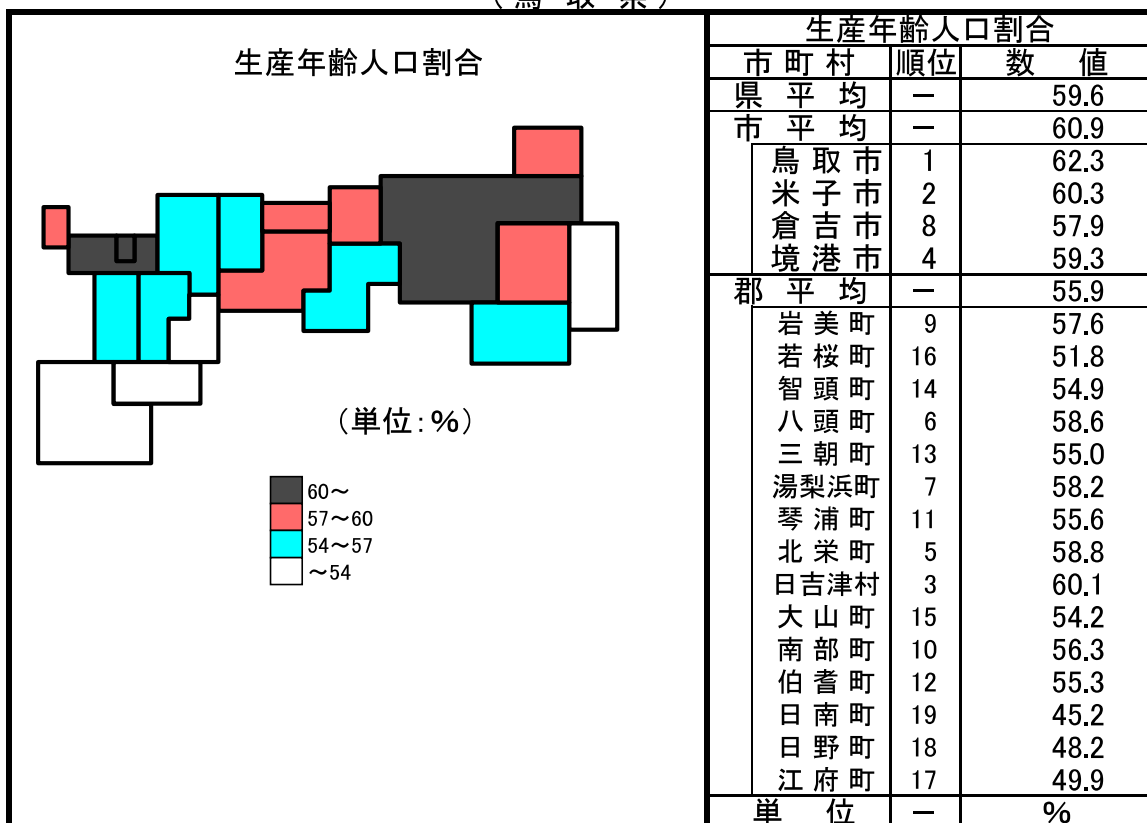 （鳥 取 県）
生産年齢人口割合
（単位：％）
60～
57～60
54～57
～54
生産年齢人口割合
市 町 村 順位 数 値
県 平 均 － 59.6
市 平 均 － 60.9
鳥 取 市 1 62.3
米 子 市 2 60.3
倉 吉 市 8 57.9
境 港 市 4 59.3
郡 平 均 － 55.9
岩 美 町 9 57.6
若 桜 町 16 51.8
智 頭 町 14 54.9
八 頭 町 6 58.6
三 朝 町 13 55.0
湯梨浜町 7 58.2
琴 浦 町 11 55.6
北 栄 町 5 58.8
日吉津村 3 60.1
大 山 町 15 54.2
南 部 町 10 56.3
伯 耆 町 12 55.3
日 南 町 19 45.2
日 野 町 18 48.2
江 府 町 17 49.9
単 位 － %